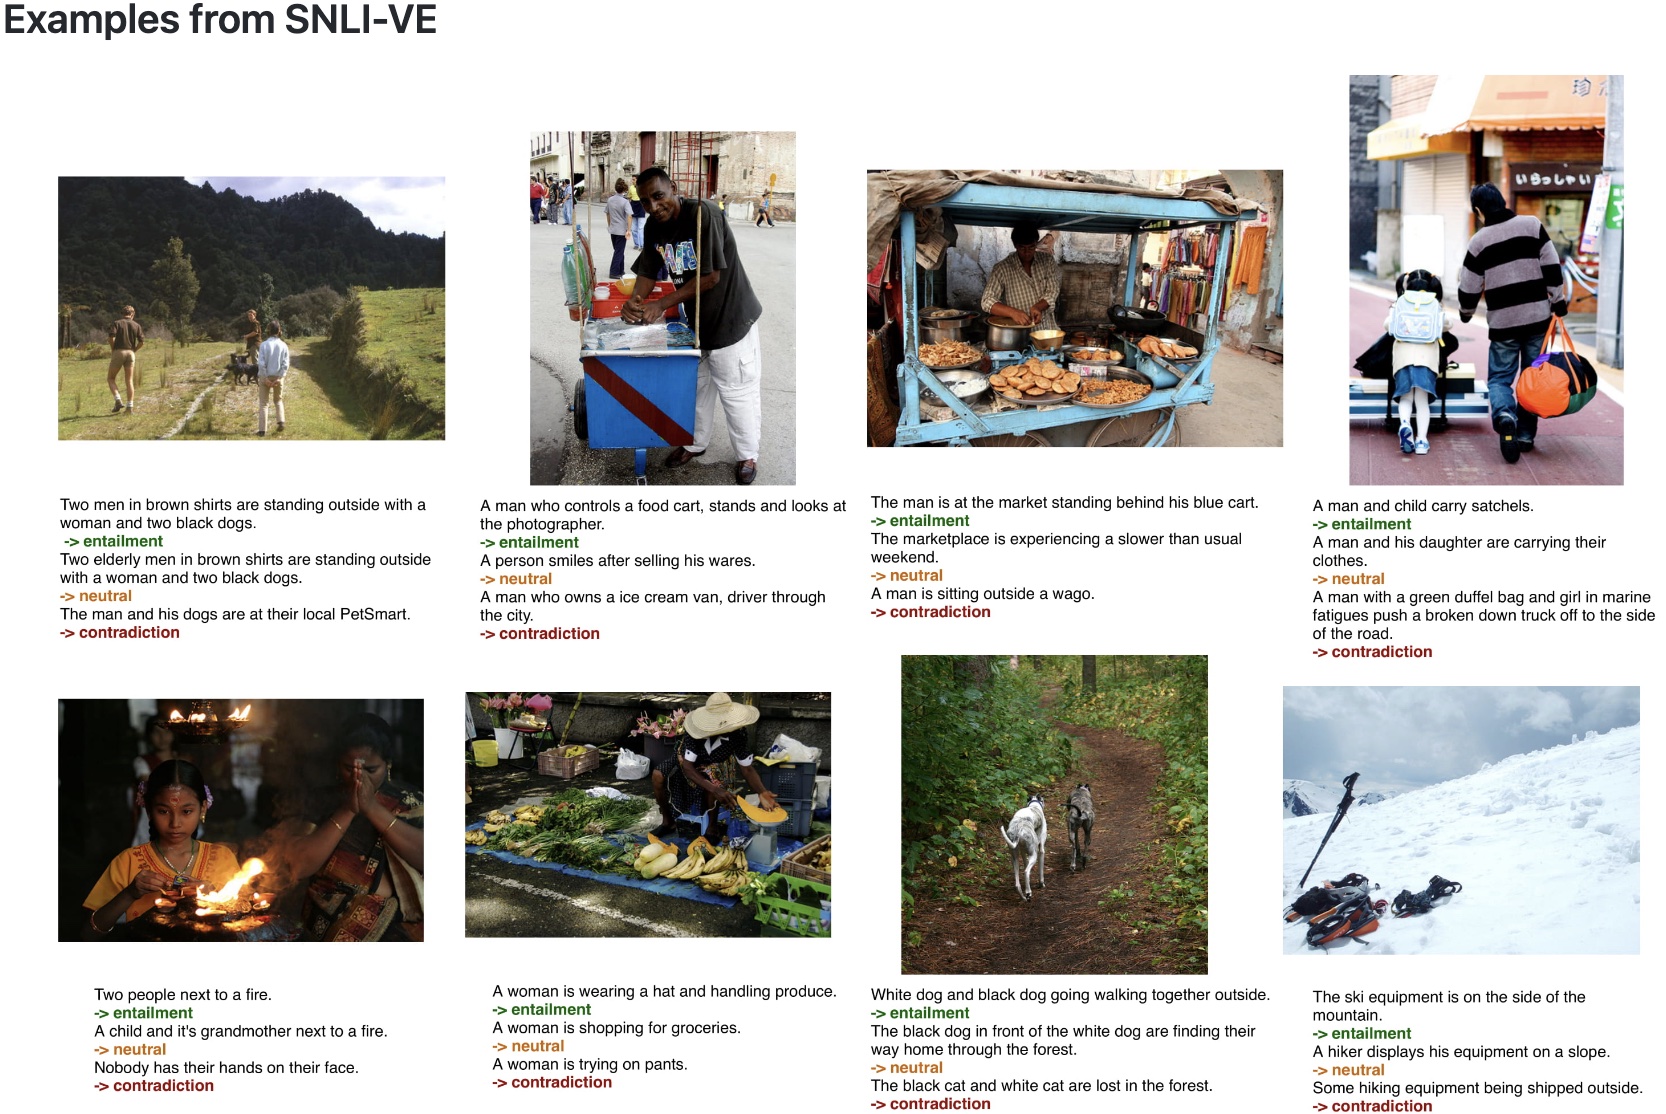 Examples from SNLI-VE
珍
いらっしゃい
Two men in brown shirts are standing outside with a
woman and two black dogs.
-> entailment
Two elderly men in brown shirts are standing outside
with a woman and two black dogs.
-> neutral
The man and his dogs are at their local PetSmart.
-> contradiction
A man who controls a food cart, stands and looks at
the photographer.
-> entailment
A person smiles after selling his wares.
-> neutral
A man who owns a ice cream van, driver through
the city.
-> contradiction
The man is at the market standing behind his blue cart.
-> entailment
The marketplace is experiencing a slower than usual
weekend.
-> neutral
A man is sitting outside a wago.
-> contradiction
A man and child carry satchels.
-> entailment
A man and his daughter are carrying their
clothes.
-> neutral
A man with a green duffel bag and girl in marine
fatigues push a broken down truck off to the side
of the road.
-> contradiction
Two people next to a fire.
-> entailment
A child and it's grandmother next to a fire.
-> neutral
Nobody has their hands on their face.
-> contradiction
A woman is wearing a hat and handling produce.
-> entailment
A woman is shopping for groceries.
-> neutral
A woman is trying on pants.
-> contradiction
White dog and black dog going walking together outside.
-> entailment
The black dog in front of the white dog are finding their
way home through the forest.
-> neutral
The black cat and white cat are lost in the forest.
-> contradiction
The ski equipment is on the side of the
mountain.
-> entailment
A hiker displays his equipment on a slope.
-> neutral
Some hiking equipment being shipped outside.
-> contradiction